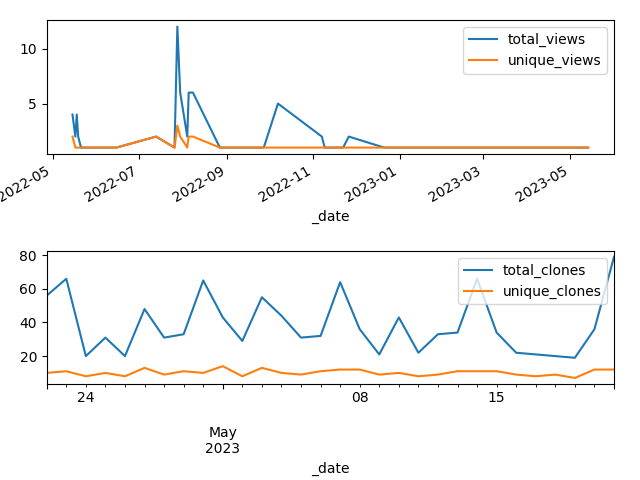 10
5
total_views
unique_views
2022-05
2022-07
2022-09
2022-11
2023-01
2023-03
2023-05
_date
80
60
40
20
total_clones
unique_clones
24
08
15
May
2023
_date